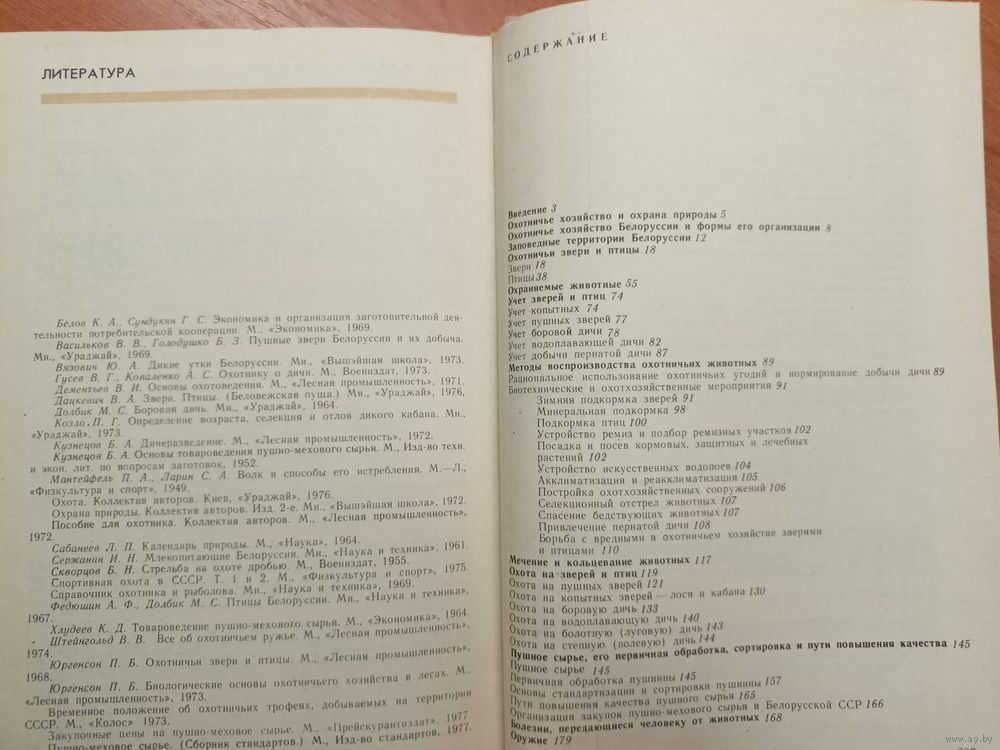 ЛИТЕРАТУРА
Белов К. А., Сундукян Г. С. Экономика и организация заготовительной дея-
тельности потребительской кооперации. М., «Экономика», 1969.
Васильков В. В., Голодушко Б. З. Пушные звери Белоруссии и их добыча.
Мн., «Ураджай», 1969.
Вязович Ю. А. Дикие утки Белоруссии. Мн., «Вышэйшая школа», 1973.
Гусев В. Г., Коваленко А. С. Охотнику о дичи. М., Воениздат, 1973.
Дементьев В. И. Основы охотоведения. М., «Лесная промышленность», 1971.
Дацкевич В. А. Звери. Птицы. (Беловежская пуща.) Мн., «Ураджай», 1976,
Долбик М. С. Боровая дичь. Мн., «Ураджай», 1964.
Козло П. Г. Определение возраста, селекция и отлов дикого кабана. Мн.,
«Ураджай», 1973.
Кузнецов Б. А. Дичеразведение. М., «Лесная промышленность», 1972.
Кузнецов Б. А. Основы товароведения пушно-мехового сырья. М., Изд-во техн.
и экон. лит. по вопросам заготовок, 1952.
Мантейфель П. А., Ларин С. А. Волк и способы его истребления. М.—Л.,
«Физкультура и спорт», 1949.
Охота. Коллектив авторов. Киев, «Ураджай», 1976.
Охрана природы. Коллектив авторов. Изд. 2-е. Мн., «Вышэйшая школа», 1972.
Пособие для охотника. Коллектив авторов. М., «Лесная промышленность»,
1972.
Сабанеев Л. П. Календарь природы. М., «Наука», 1964.
Сержанин И. Н. Млекопитающие Белоруссии. Мн., «Наука и техника», 1961.
Скворцов Б. Н. Стрельба на охоте дробью. М., Воениздат, 1955.
Спортивная охота в СССР. Т. 1 и 2. М., «Физкультура и спорт», 1975.
Справочник охотника и рыболова. Мн., «Наука и техника», 1969.
Федюшин А. Ф., Долбик М. С. Птицы Белоруссии. Мн., «Наука и техника»,
1967.
Хлудеев К. Д. Товароведение пушно-мехового сырья. М., «Экономика», 1964.
Штейнгольд В. В. Все об охотничьем ружье. М., «Лесная промышленность»,
1974.
Юргенсон П. Б. Охотничьи звери и птицы. М., «Лесная промышленность»,
1968.
Юргенсон П. Б. Биологические основы охотничьего хозяйства в лесах. М.,
«Лесная промышленность», 1973.
Временное положение об охотничьих трофеях, добываемых на территории
СССР. М., «Колос» 1973.
Закупочные цены на пушно-меховое сырье. М., «Прейскурантиздат», 1977
Пушно-меховое сырье. (Сборник стандартов.) М., Изд-во стандартов, 1977.
СОДЕРЖАНИЕ
Введение 3
Охотничье хозяйство и охрана природы 5
Охотничье хозяйство Белоруссии и формы его организации 8
Заповедные территории Белоруссии 12
Охотничьи звери и птицы 18
Звери 18
Птицы 38
Охраняемые животные 55
Учет зверей и птиц 74
Учет копытных 74
Учет пушных зверей 77
Учет боровой дичи 78
Учет водоплавающей дичи 82
Учет добычи пернатой дичи 87
Методы воспроизводства охотничьих животных 89
Рациональное использование охотничьих угодий и нормирование добычи дичи 89
Биотехнические и охотхозяйственные мероприятия 91
Зимняя подкормка зверей 91
Минеральная подкормка 98
Подкормка птиц 100
Устройство ремиз и подбор ремизных участков 102
Посадка и посев кормовых, защитных и лечебных
растений 102
Устройство искусственных водопоев 104
Акклиматизация и реакклиматизация 105
Постройка охотхозяйственных сооружений 106
Селекционный отстрел животных 107
Спасение бедствующих животных 107
Привлечение пернатой дичи 108
Борьба с вредными в охотничьем хозяйстве зверями
и птицами 110
Мечение и кольцевание животных 117
Охота на зверей и птиц 119
Охота на пушных зверей 121
Охота на копытных зверей — лося и кабана 130
Охота на боровую дичь 133
Охота на водоплавающую дичь 140
Охота на болотную (луговую) дичь 143
Охота на степную (полевую) дичь 144
Пушное сырье, его первичная обработка, сортировка и пути повышения качества 145
Пушное сырье 145
Первичная обработка пушнины 145
Основы стандартизации и сортировки пушнины 157
Пути повышения качества пушного сырья 165
Организация закупок пушно-мехового сырья в Белорусской ССР 166
Болезни, передающиеся человеку от животных 168
Оружие 179
www.ay.by